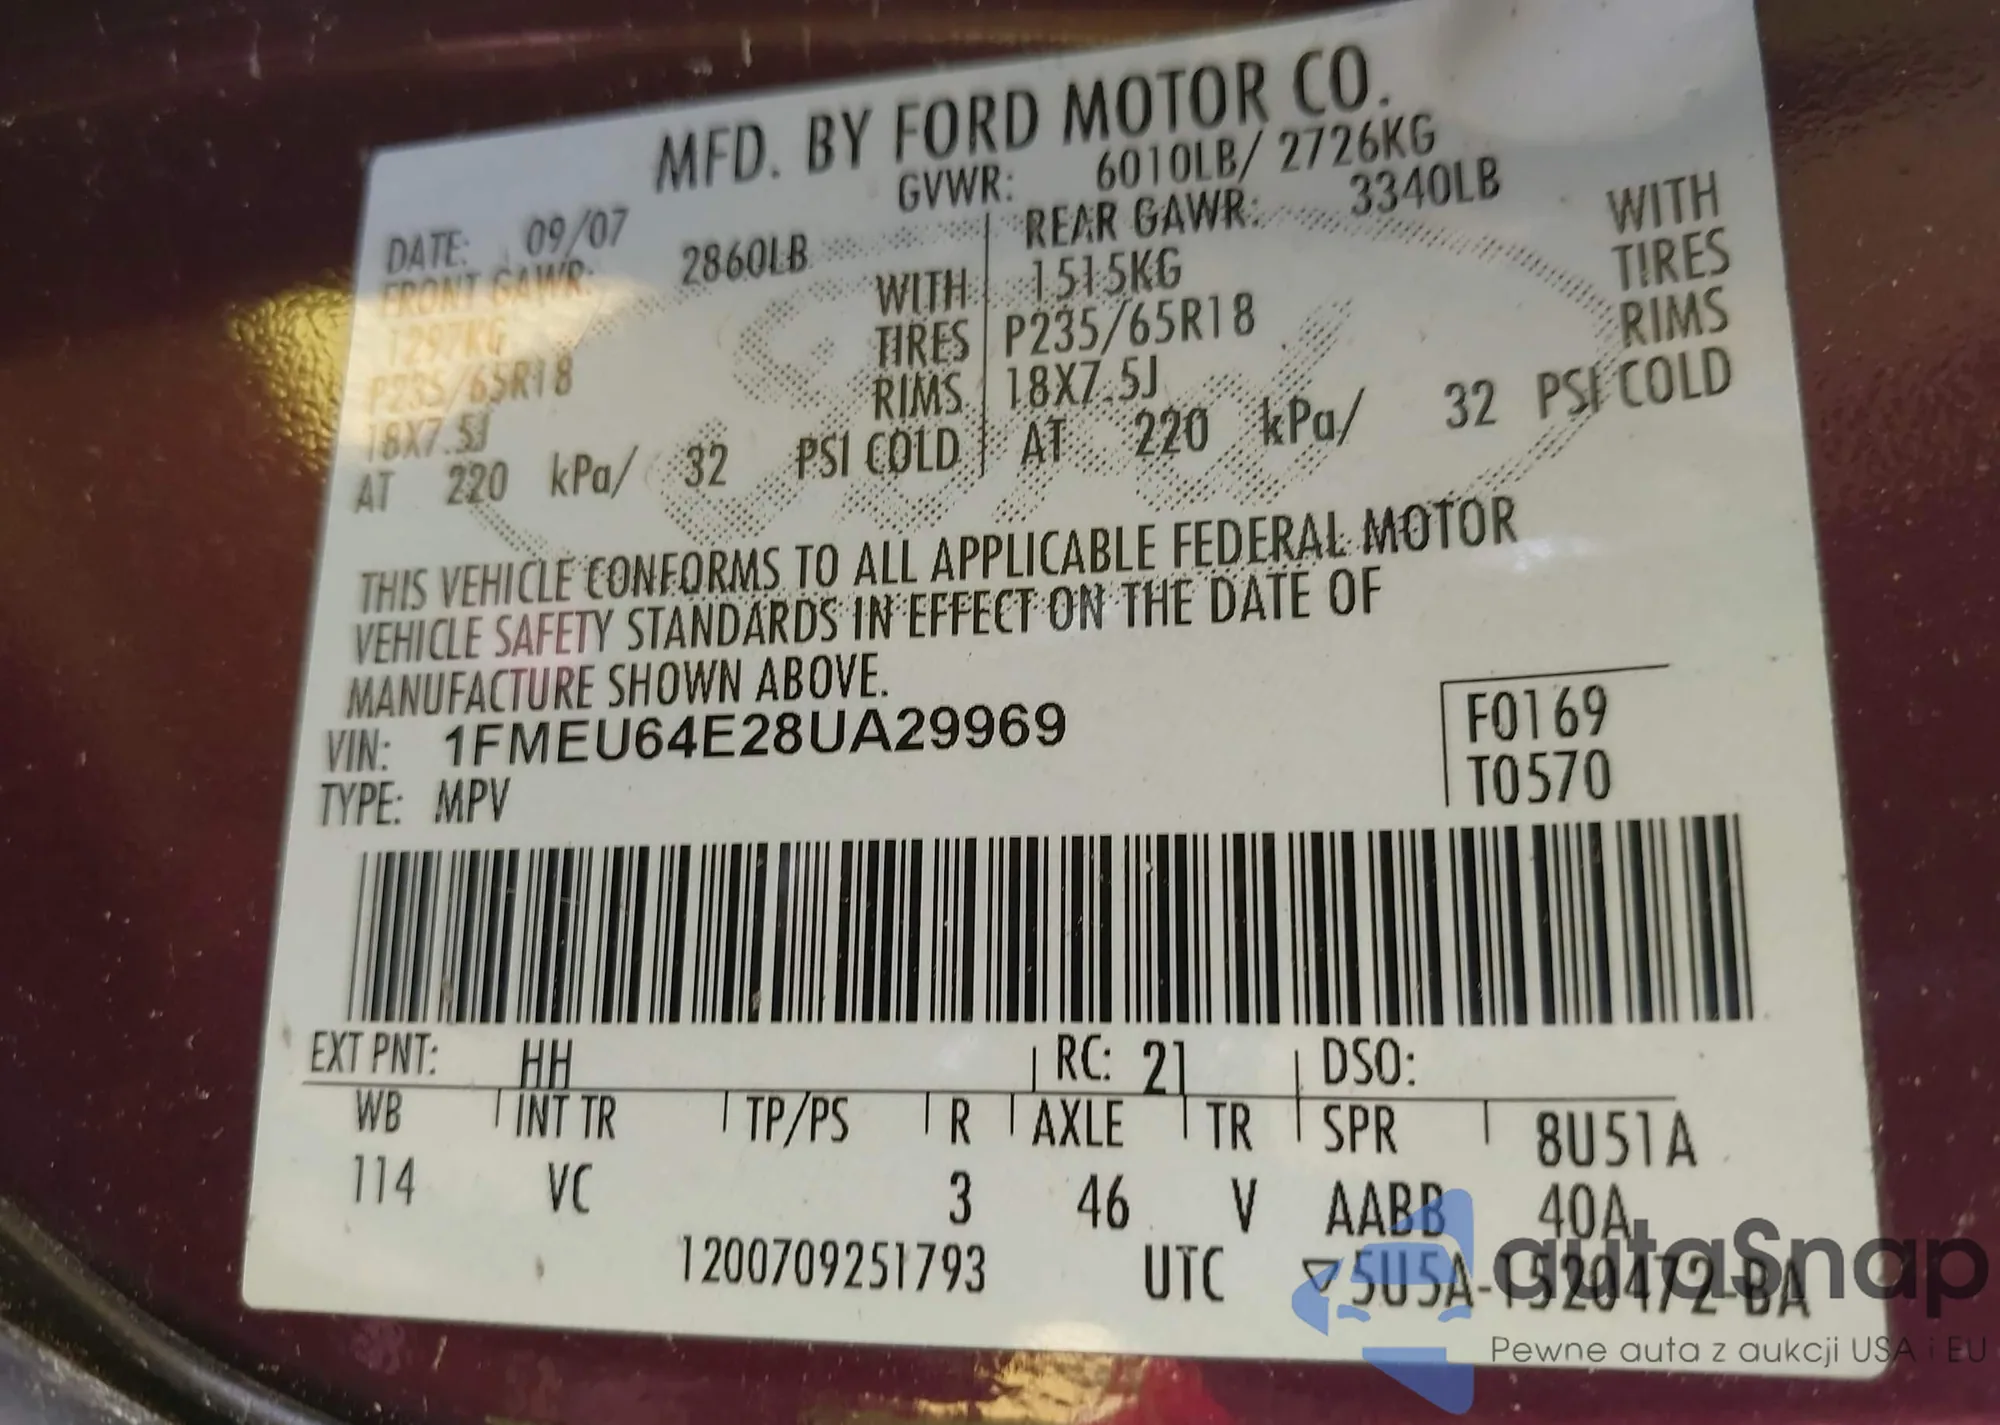 MFD. BY FORD MOTOR CO.
DATE: 09/07 GVWR: 6010LB/ 2726KG
FRONT GAWR: 2860LB REAR GAWR: 3340LB
1297KG WITH 1515KG WITH
P235/65R18 TIRES P235/65R18 TIRES
18X7.5J RIMS 18X7.5J RIMS
AT 220 kPa/ 32 PSI COLD AT 220 kPa/ 32 PSI COLD
THIS VEHICLE CONFORMS TO ALL APPLICABLE FEDERAL MOTOR
VEHICLE SAFETY STANDARDS IN EFFECT ON THE DATE OF
MANUFACTURE SHOWN ABOVE.
VIN: 1FMEU64E28UA29969 F0169
TYPE: MPV T0570
EXT PNT: HH RC: 21 DSO:
WB INT TR TP/PS R AXLE TR SPR 8U51A
114 VC 3 46 V AABB 40A
1200709251793 UTC ▽5U5A-1520472-BA
autaSnap
Pewne auta z aukcji USA i EU